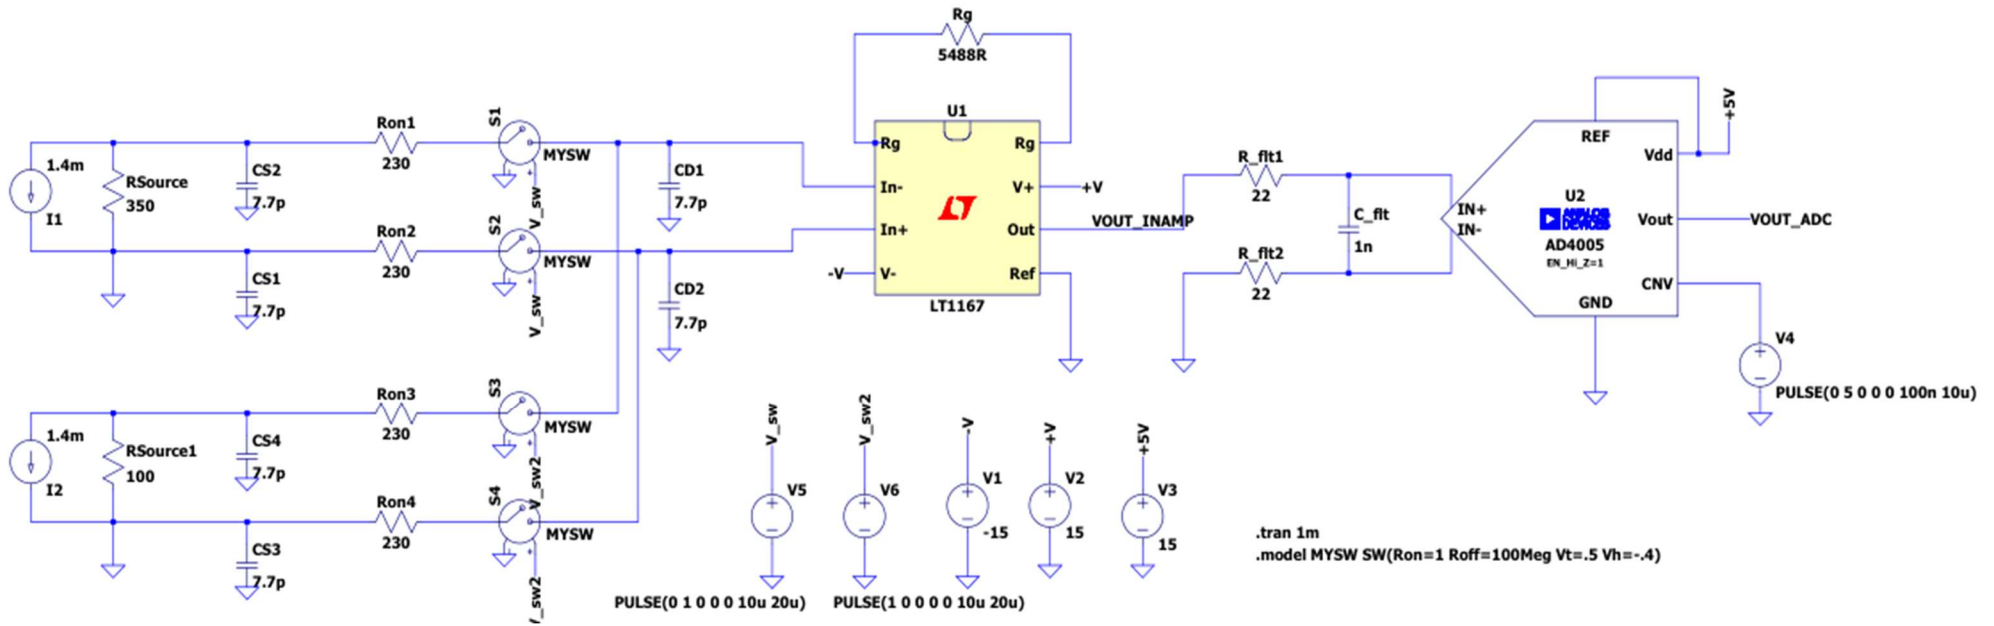 Rg
5488R
U1
Rg
Rg
In-
V+
+V
In+
Out
VOUT_INAMP
-V
V-
Ref
LT1167
1.4m
I1
RSource
350
CS2
7.7p
CS1
7.7p
Ron1
230
Ron2
230
S1
MYSW
V_sw
S2
MYSW
V_sw
CD1
7.7p
CD2
7.7p
1.4m
I2
RSource1
100
CS4
7.7p
CS3
7.7p
Ron3
230
Ron4
230
S3
MYSW
V_sw2
S4
MYSW
V_sw2
R_flt1
22
C_flt
1n
R_flt2
22
REF
+5V
Vdd
IN+
IN-
U2
ANALOG
DEVICES
AD4005
EN_Hi_Z=1
Vout
VOUT_ADC
CNV
GND
V4
PULSE(0 5 0 0 0 100n 10u)
V_sw
V5
PULSE(0 1 0 0 0 10u 20u)
V_sw2
V6
PULSE(1 0 0 0 0 10u 20u)
-V
V1
-15
+V
V2
15
+5V
V3
15
.tran 1m
.model MYSW SW(Ron=1 Roff=100Meg Vt=.5 Vh=-.4)